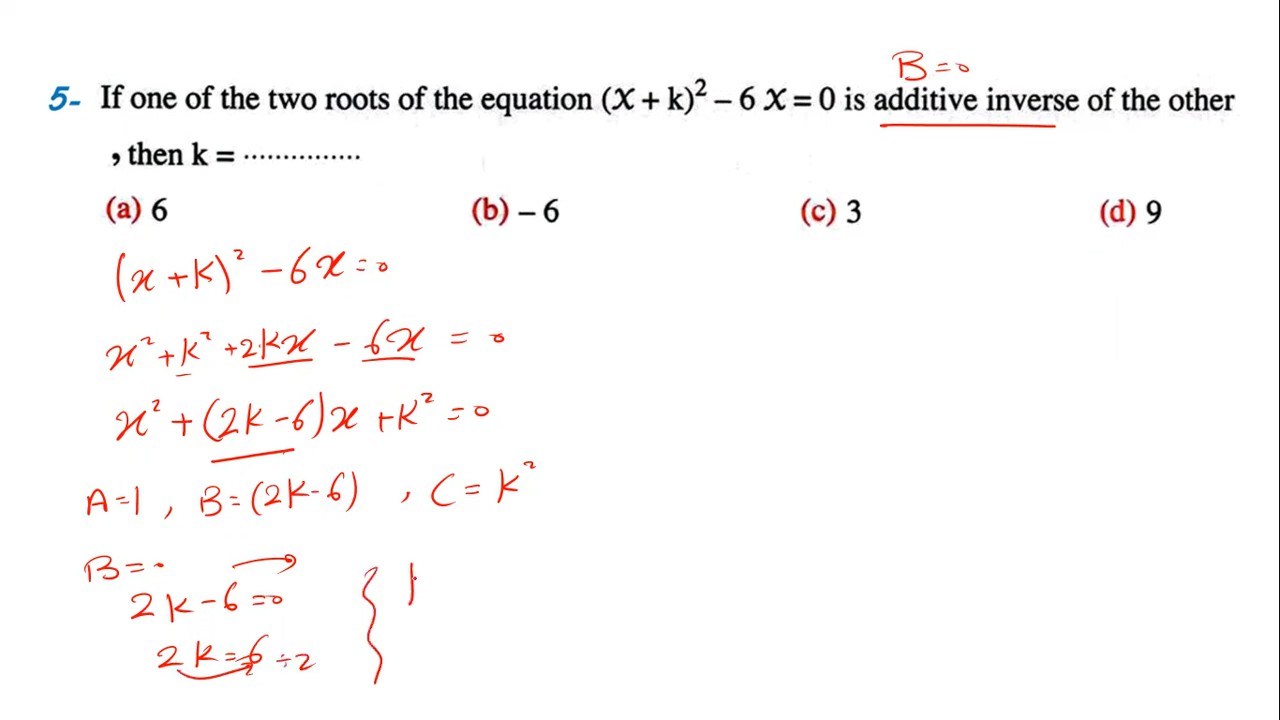 B=0
5- If one of the two roots of the equation (X + k)² – 6 X = 0 is additive inverse of the other
, then k = ...............
(a) 6 (b) – 6 (c) 3 (d) 9
(x + k)² – 6x = 0
x² + k² + 2kx – 6x = 0
x² + (2k – 6)x + k² = 0
A=1 , B=(2k-6) , C = k²
B=0
2k-6=0
2k=6 ÷2